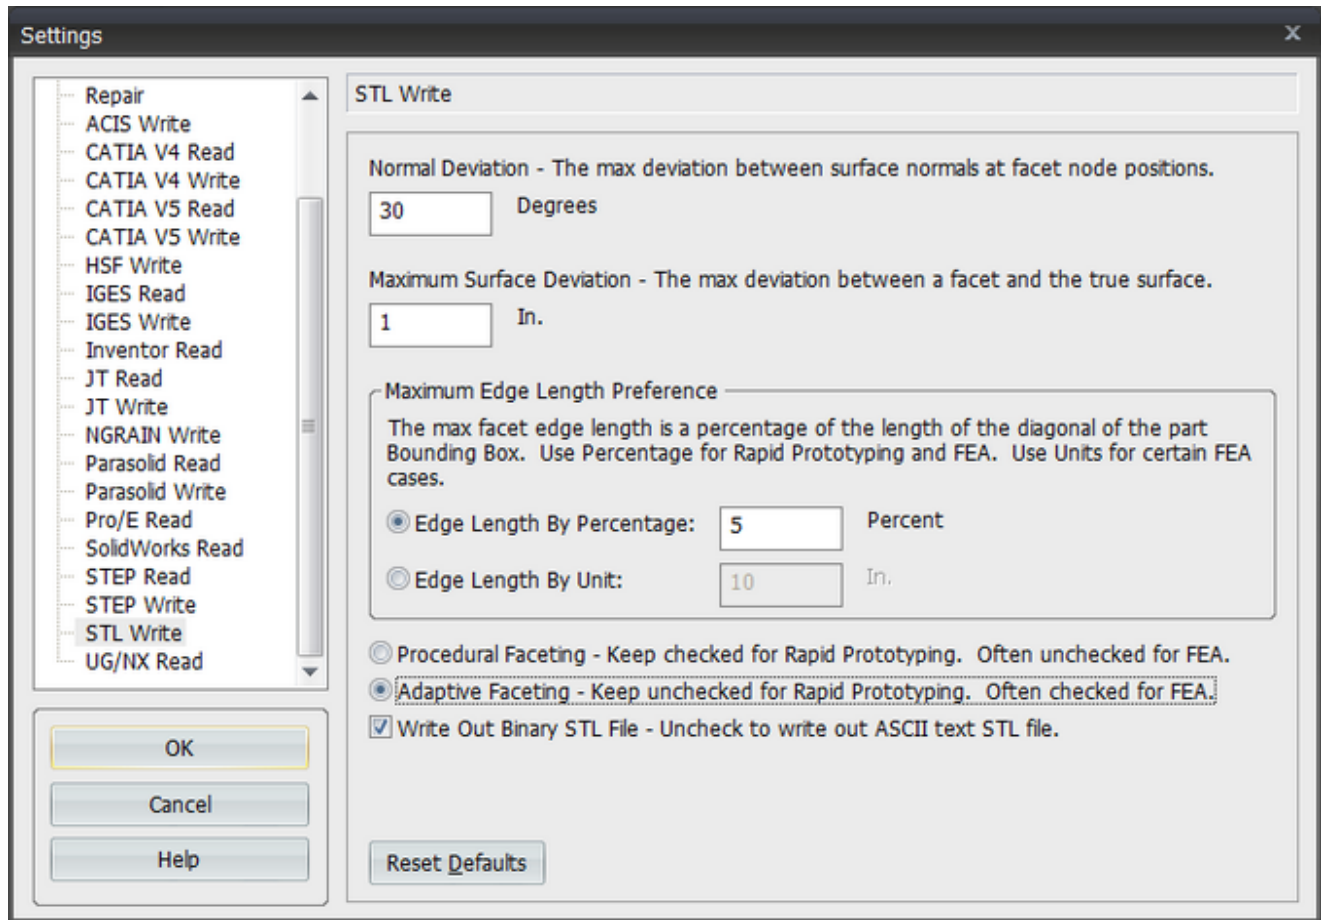 Settings
x
Repair
ACIS Write
CATIA V4 Read
CATIA V4 Write
CATIA V5 Read
CATIA V5 Write
HSF Write
IGES Read
IGES Write
Inventor Read
JT Read
JT Write
NGRAIN Write
Parasolid Read
Parasolid Write
Pro/E Read
SolidWorks Read
STEP Read
STEP Write
STL Write
UG/NX Read
OK
Cancel
Help
STL Write
Normal Deviation - The max deviation between surface normals at facet node positions.
30 Degrees
Maximum Surface Deviation - The max deviation between a facet and the true surface.
1 In.
Maximum Edge Length Preference
The max facet edge length is a percentage of the length of the diagonal of the part
Bounding Box.  Use Percentage for Rapid Prototyping and FEA.  Use Units for certain FEA
cases.
Edge Length By Percentage: 5 Percent
Edge Length By Unit: 10 In.
Procedural Faceting - Keep checked for Rapid Prototyping.  Often unchecked for FEA.
Adaptive Faceting - Keep unchecked for Rapid Prototyping.  Often checked for FEA.
Write Out Binary STL File - Uncheck to write out ASCII text STL file.
Reset Defaults